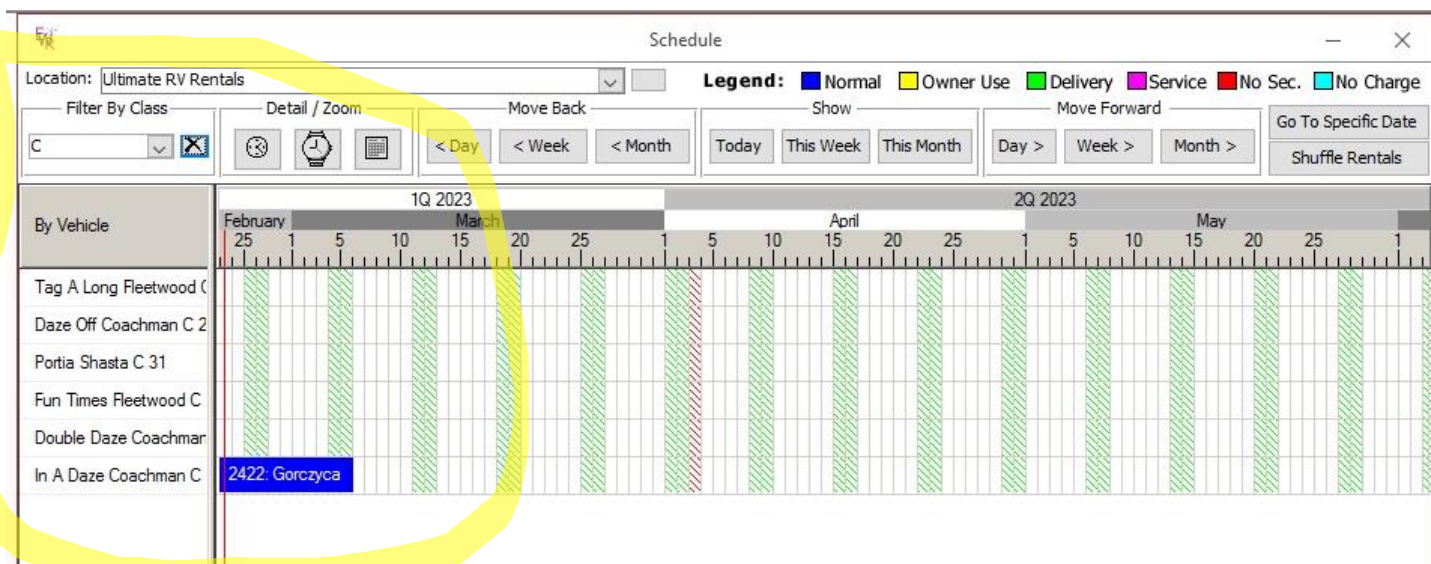 Schedule
Location: Ultimate RV Rentals
Legend: Normal Owner Use Delivery Service No Sec. No Charge
Filter By Class Detail / Zoom Move Back Show Move Forward
Go To Specific Date
C < Day < Week < Month Today This Week This Month Day > Week > Month >
Shuffle Rentals
1Q 2023 2Q 2023
By Vehicle
February March April May
25 1 5 10 15 20 25 1 5 10 15 20 25 1 5 10 15 20 25 1
Tag A Long Fleetwood (
Daze Off Coachman C 2
Portia Shasta C 31
Fun Times Fleetwood C
Double Daze Coachman
In A Daze Coachman C 2422: Gorczyca